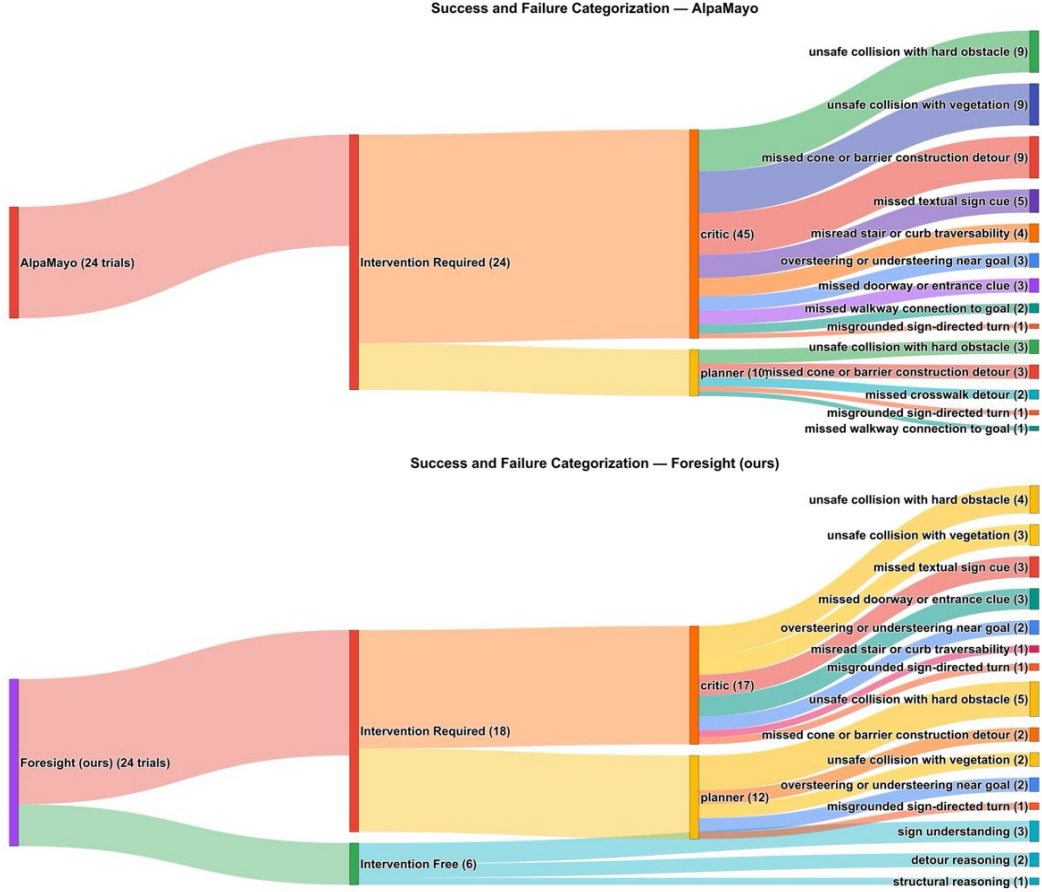 Success and Failure Categorization — AlpaMayo
unsafe collision with hard obstacle (9)
unsafe collision with vegetation (9)
missed cone or barrier construction detour (9)
missed textual sign cue (5)
misread stair or curb traversability (4)
critic (45)
oversteering or understeering near goal (3)
AlpaMayo (24 trials)
Intervention Required (24)
missed doorway or entrance clue (3)
missed walkway connection to goal (2)
misgrounded sign-directed turn (1)
unsafe collision with hard obstacle (3)
planner (10)
missed cone or barrier construction detour (3)
missed crosswalk detour (2)
misgrounded sign-directed turn (1)
missed walkway connection to goal (1)
Success and Failure Categorization — Foresight (ours)
unsafe collision with hard obstacle (4)
unsafe collision with vegetation (3)
missed textual sign cue (3)
missed doorway or entrance clue (3)
oversteering or understeering near goal (2)
misread stair or curb traversability (1)
misgrounded sign-directed turn (1)
critic (17)
unsafe collision with hard obstacle (5)
Intervention Required (18)
missed cone or barrier construction detour (2)
unsafe collision with vegetation (2)
Foresight (ours) (24 trials)
oversteering or understeering near goal (2)
planner (12)
misgrounded sign-directed turn (1)
sign understanding (3)
Intervention Free (6)
detour reasoning (2)
structural reasoning (1)